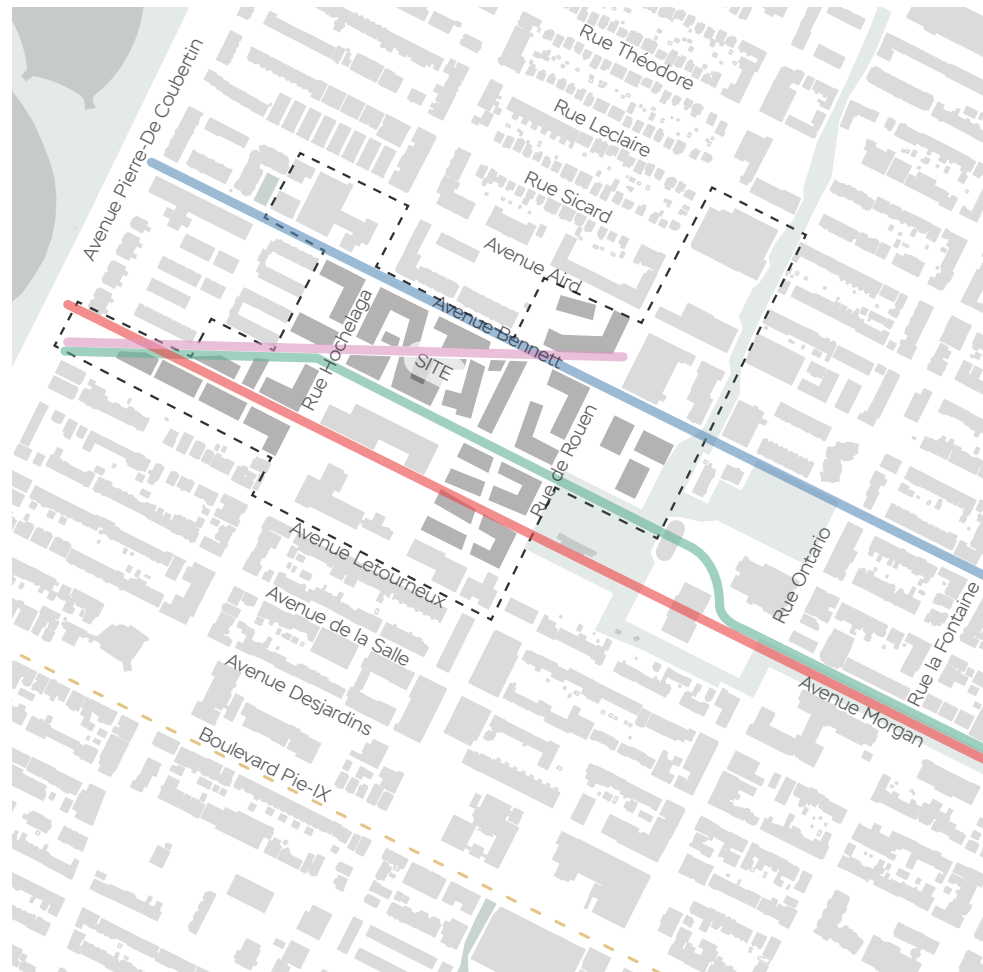 Rue Théodore
Avenue Pierre-De Coubertin
Rue Leclaire
Rue Sicard
Avenue Aird
Avenue Bennett
Rue Hochelaga
SITE
Rue de Rouen
Avenue Letourneux
Rue Ontario
Avenue de la Salle
Rue la Fontaine
Avenue Desjardins
Avenue Morgan
Boulevard Pie-IX